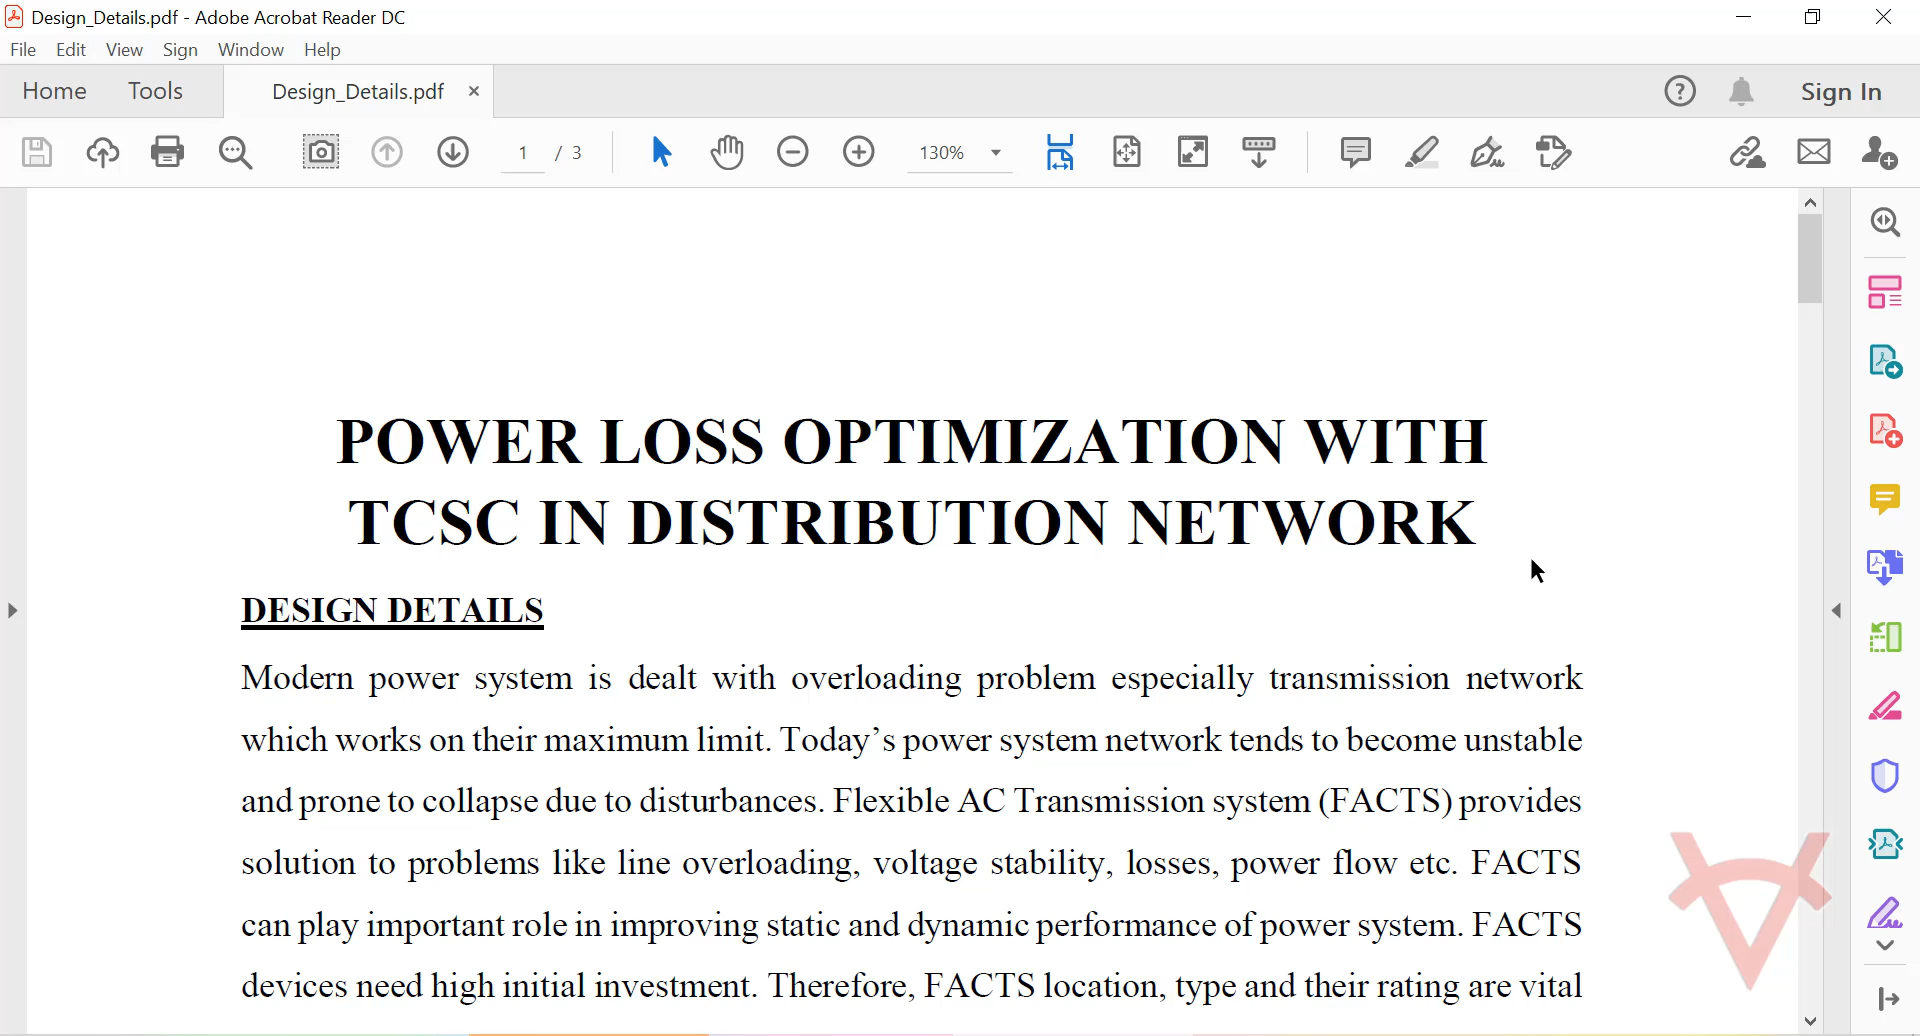 Design_Details.pdf - Adobe Acrobat Reader DC
File Edit View Sign Window Help
Home Tools Design_Details.pdf × Sign In
1 / 3 130%
POWER LOSS OPTIMIZATION WITH
TCSC IN DISTRIBUTION NETWORK
DESIGN DETAILS
Modern power system is dealt with overloading problem especially transmission network
which works on their maximum limit. Today’s power system network tends to become unstable
and prone to collapse due to disturbances. Flexible AC Transmission system (FACTS) provides
solution to problems like line overloading, voltage stability, losses, power flow etc. FACTS
can play important role in improving static and dynamic performance of power system. FACTS
devices need high initial investment. Therefore, FACTS location, type and their rating are vital